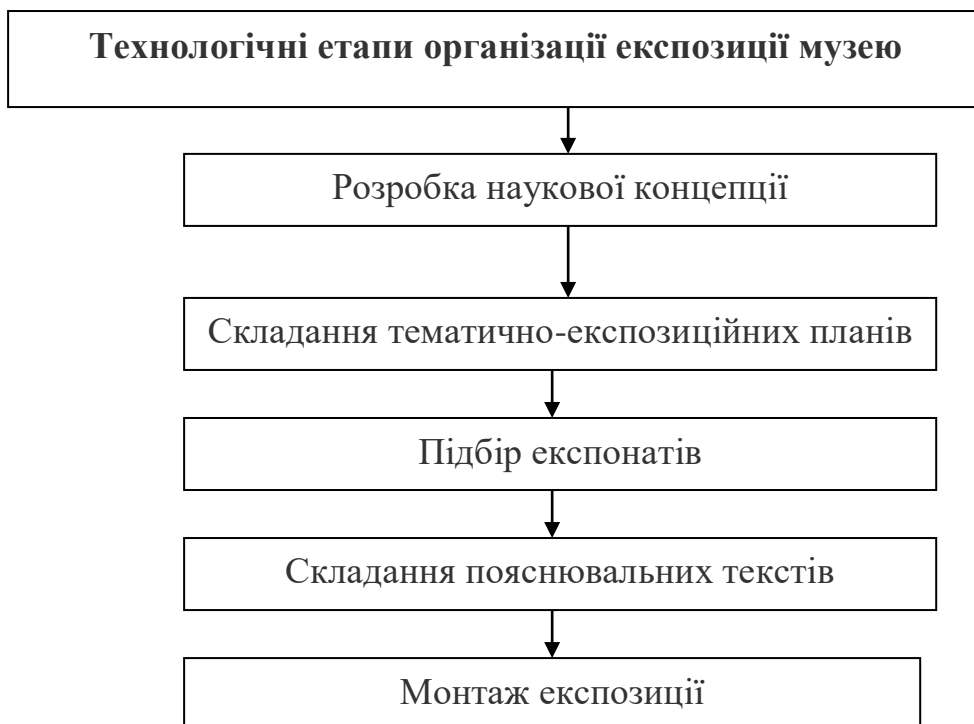 Технологічні етапи організації експозиції музею
Розробка наукової концепції
Складання тематично-експозиційних планів
Підбір експонатів
Складання пояснювальних текстів
Монтаж експозиції